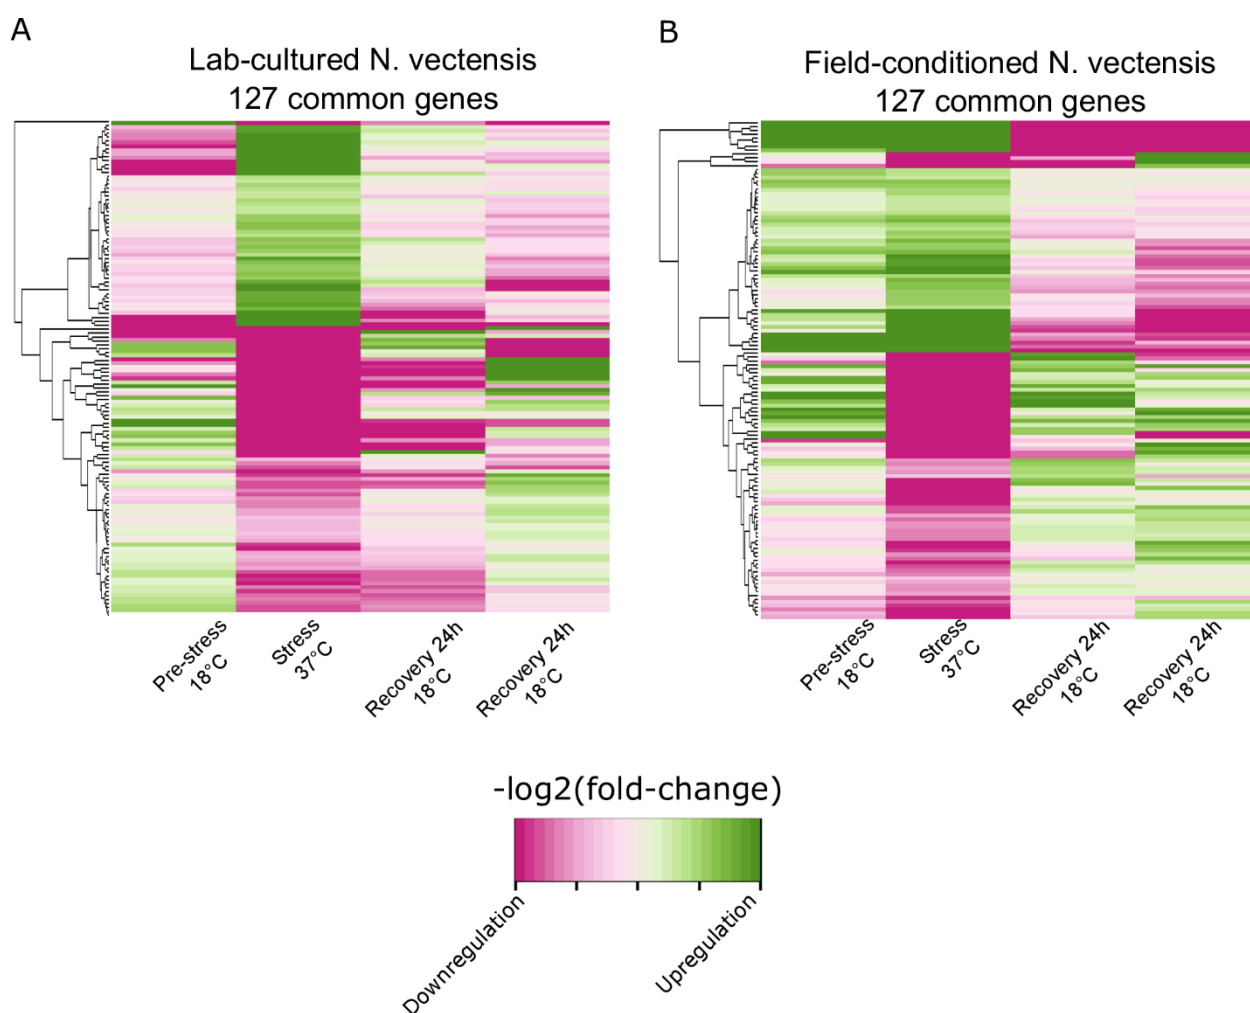 A
Lab-cultured N. vectensis
127 common genes
B
Field-conditioned N. vectensis
127 common genes
Pre-stress
18°C
Stress
37°C
Recovery 24h
18°C
Recovery 24h
18°C
Pre-stress
18°C
Stress
37°C
Recovery 24h
18°C
Recovery 24h
18°C
-log2(fold-change)
Downregulation
Upregulation